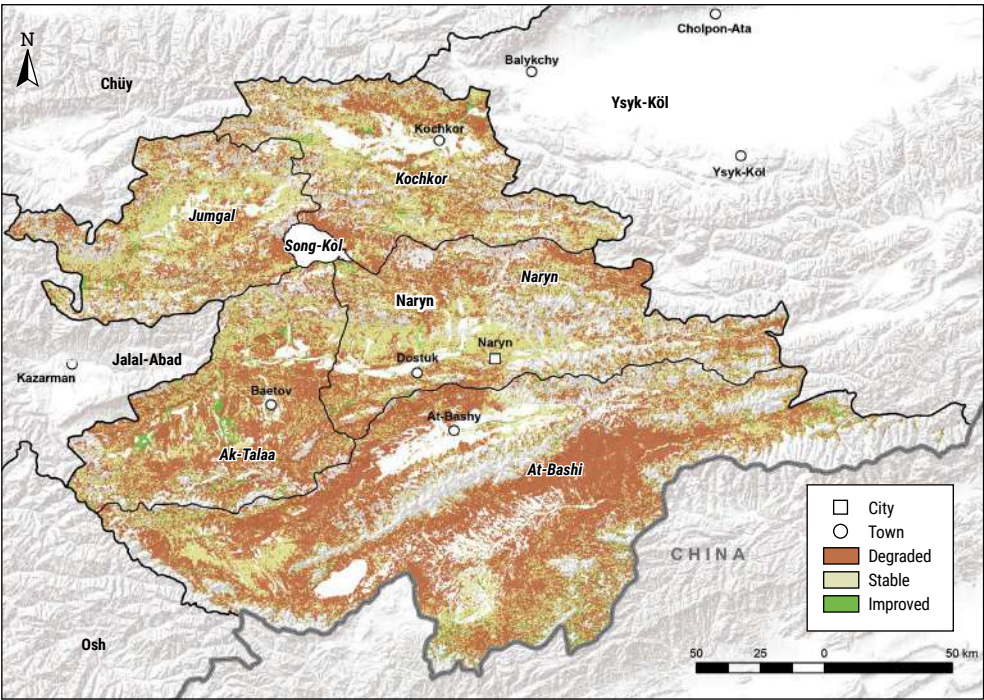 N
Cholpon-Ata
Balykchy
Chüy
Ysyk-Köl
Kochkor
Ysyk-Köl
Kochkor
Jumgal
Song-Köl
Naryn
Naryn
Naryn
Jalal-Abad
Dostuk
Kazarman
Baetov
At-Bashy
Ak-Talaa
At-Bashi
CHINA
Osh
City
Town
Degraded
Stable
Improved
50 25 0 50 km